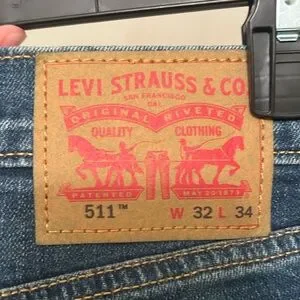 LEVI STRAUSS & CO
SAN FRANCISCO
CAL
ORIGINAL RIVETED
QUALITY CLOTHING
PATENTED MAY 20 1873
511™ W 32 L 34